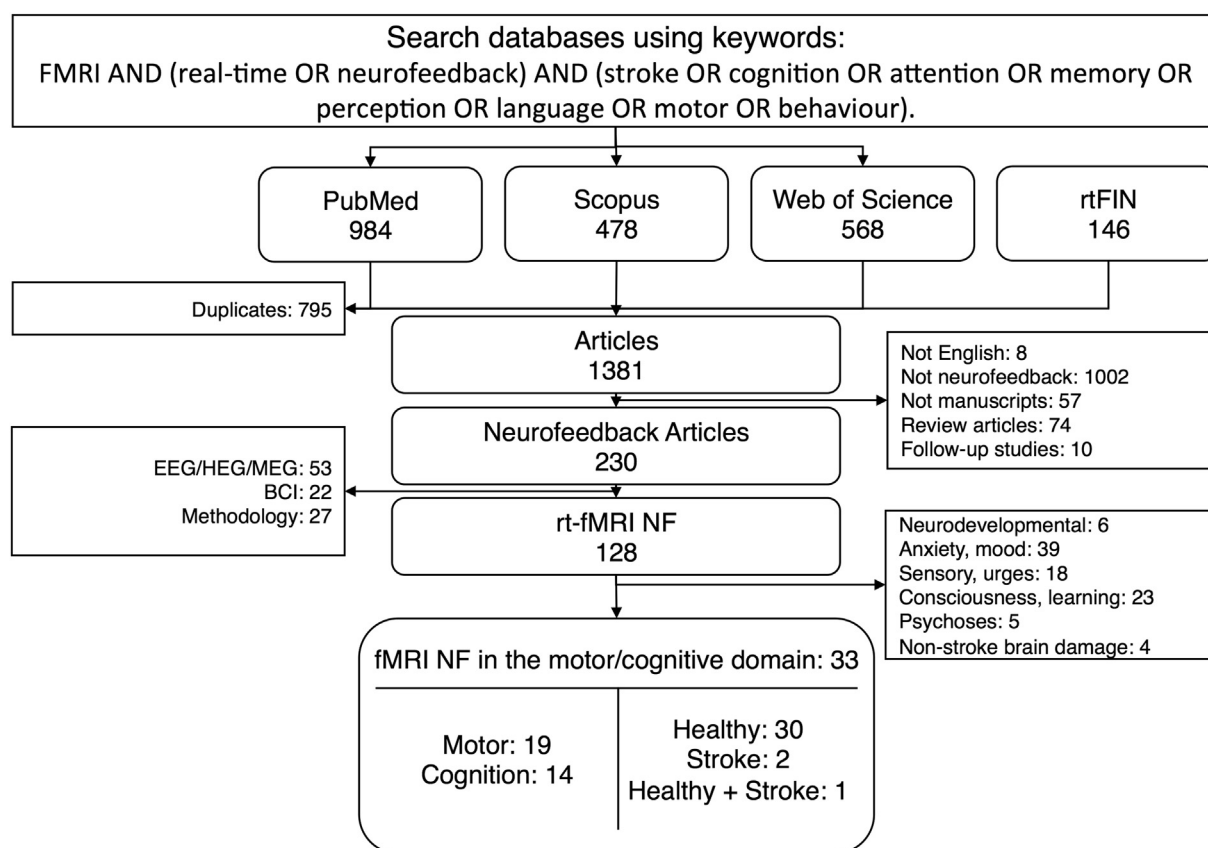 Search databases using keywords:
FMRI AND (real-time OR neurofeedback) AND (stroke OR cognition OR attention OR memory OR
perception OR language OR motor OR behaviour).
PubMed
984
Scopus
478
Web of Science
568
rtFIN
146
Duplicates: 795
Articles
1381
Not English: 8
Not neurofeedback: 1002
Not manuscripts: 57
Review articles: 74
Follow-up studies: 10
Neurofeedback Articles
230
EEG/HEG/MEG: 53
BCI: 22
Methodology: 27
rt-fMRI NF
128
Neurodevelopmental: 6
Anxiety, mood: 39
Sensory, urges: 18
Consciousness, learning: 23
Psychoses: 5
Non-stroke brain damage: 4
fMRI NF in the motor/cognitive domain: 33
Motor: 19
Cognition: 14
Healthy: 30
Stroke: 2
Healthy + Stroke: 1